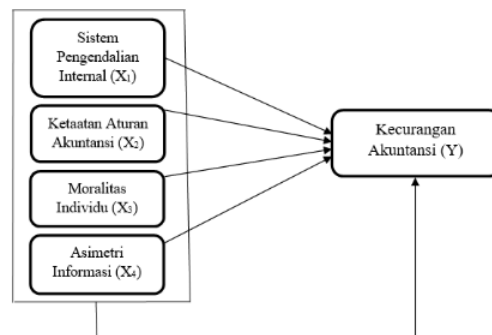 Sistem
Pengendalian
Internal (X₁)
Ketaatan Aturan
Akuntansi (X₂)
Moralitas
Individu (X₃)
Asimetri
Informasi (X₄)
Kecurangan
Akuntansi (Y)